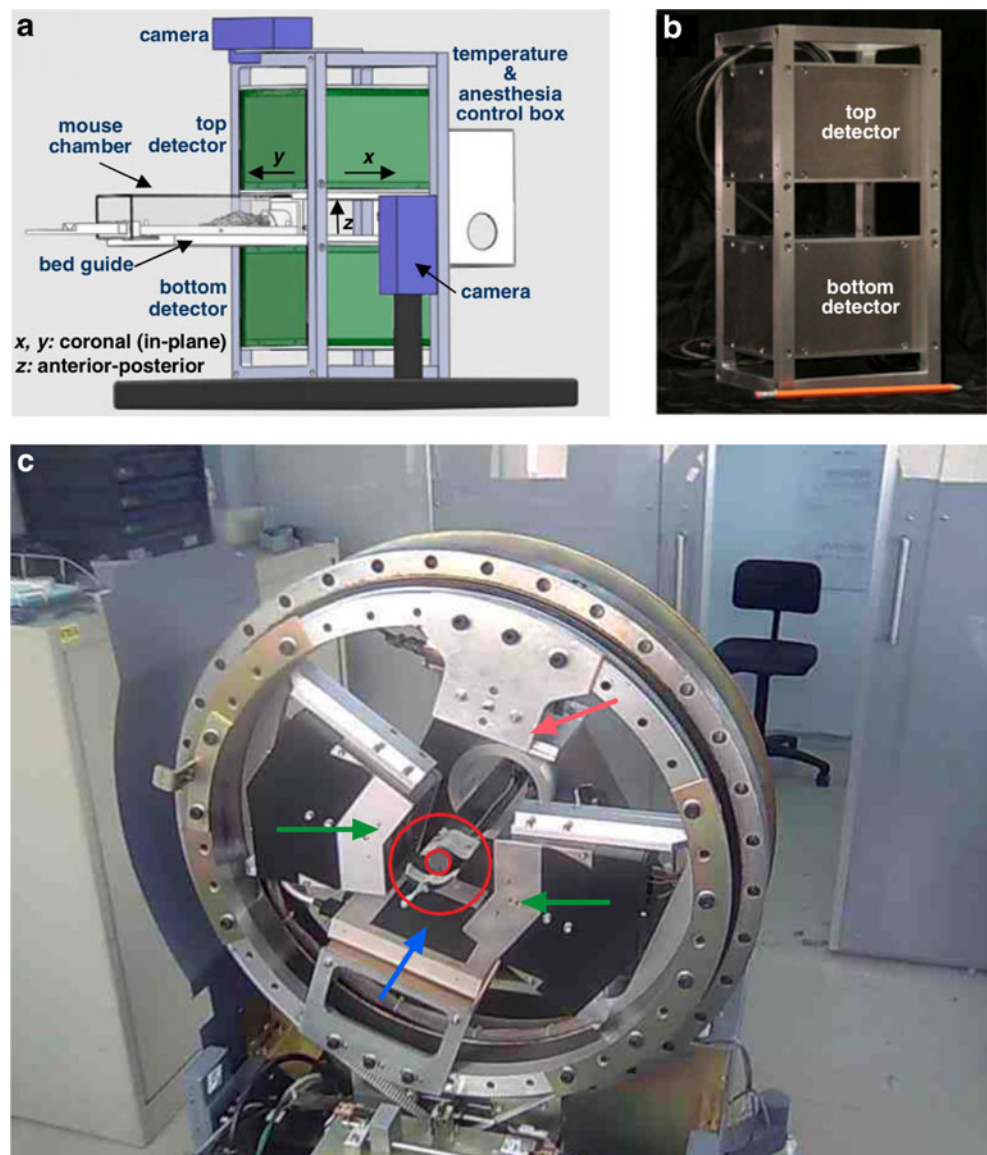 a
camera
temperature
&
anesthesia
control box
top
detector
mouse
chamber
y
x
z
bed guide
bottom
detector
camera
x, y: coronal (in-plane)
z: anterior-posterior
b
top
detector
bottom
detector
c